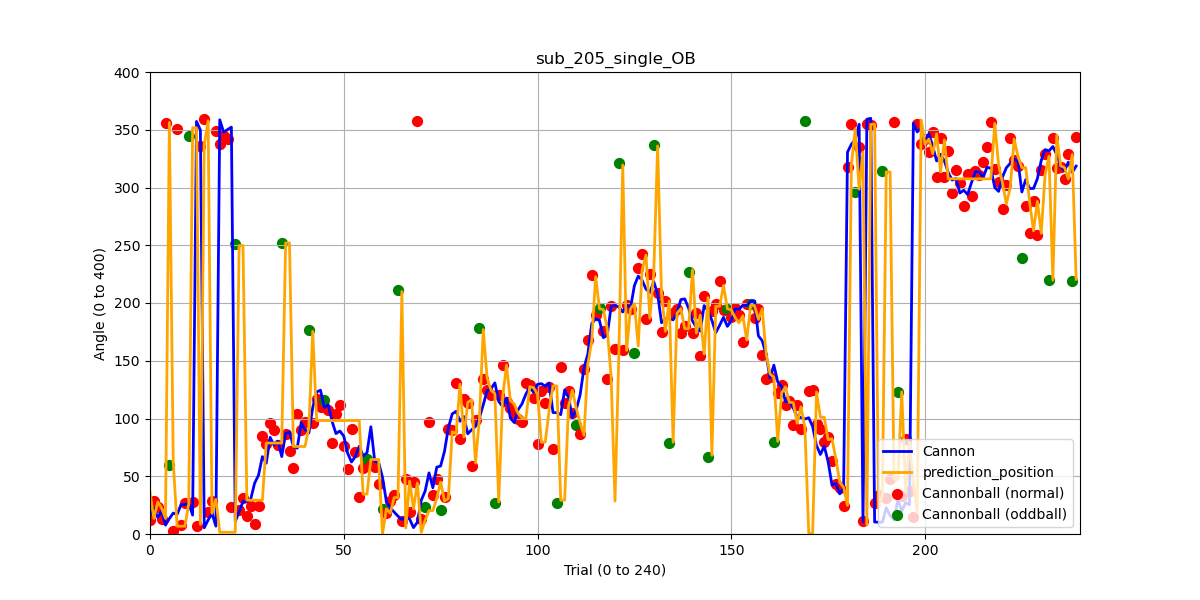 sub_205_single_OB
400
350
300
250
200
150
100
50
0
Angle (0 to 400)
0 50 100 150 200
Trial (0 to 240)
Cannon
prediction_position
Cannonball (normal)
Cannonball (oddball)